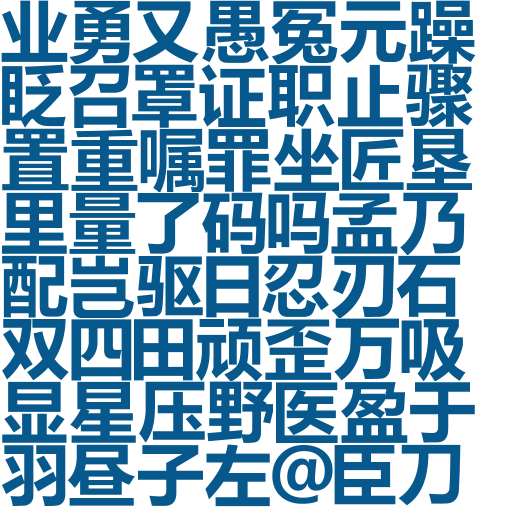 业勇又愚冤元躁
眨召罩证职止骤
置重嘱罪坐匠垦
里量了码吗孟乃
配岂驱日忍刃石
双四田顽歪万吸
显星压野医盈于
羽昼子左@臣刀